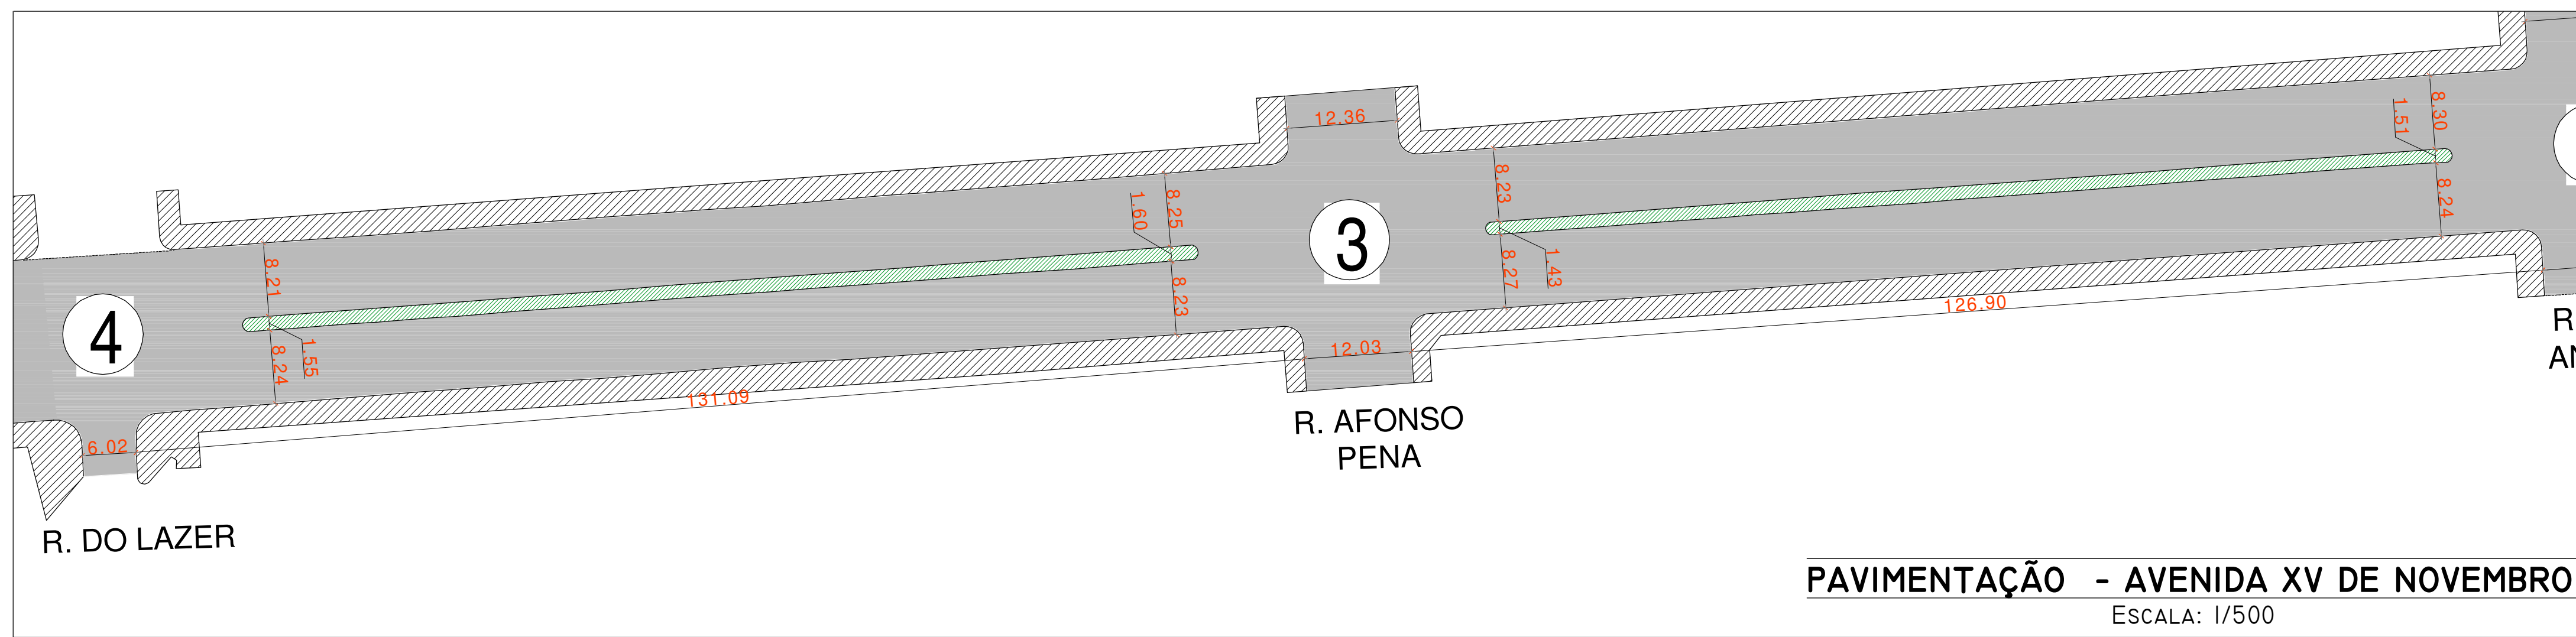 12.36
8.30
1.51
8.23
8.24
1.60
8.25
3
8.21
8.27
1.43
8.23
126.90
4
8.24
1.55
12.03
131.09
6.02
R. AFONSO
PENA
R. DO LAZER
R
AN
PAVIMENTAÇÃO - AVENIDA XV DE NOVEMBRO
ESCALA: 1/500